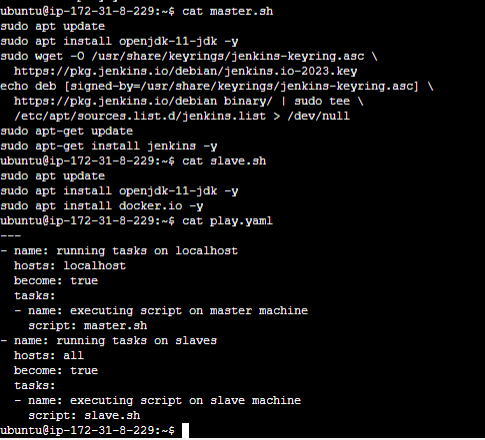 ubuntu@ip-172-31-8-229:~$ cat master.sh
sudo apt update
sudo apt install openjdk-11-jdk -y
sudo wget -O /usr/share/keyrings/jenkins-keyring.asc \
  https://pkg.jenkins.io/debian/jenkins.io-2023.key
echo deb [signed-by=/usr/share/keyrings/jenkins-keyring.asc] \
  https://pkg.jenkins.io/debian binary/ | sudo tee \
  /etc/apt/sources.list.d/jenkins.list > /dev/null
sudo apt-get update
sudo apt-get install jenkins -y
ubuntu@ip-172-31-8-229:~$ cat slave.sh
sudo apt update
sudo apt install openjdk-11-jdk -y
sudo apt install docker.io -y
ubuntu@ip-172-31-8-229:~$ cat play.yaml
---
- name: running tasks on localhost
  hosts: localhost
  become: true
  tasks:
  - name: executing script on master machine
    script: master.sh
- name: running tasks on slaves
  hosts: all
  become: true
  tasks:
  - name: executing script on slave machine
    script: slave.sh
ubuntu@ip-172-31-8-229:~$